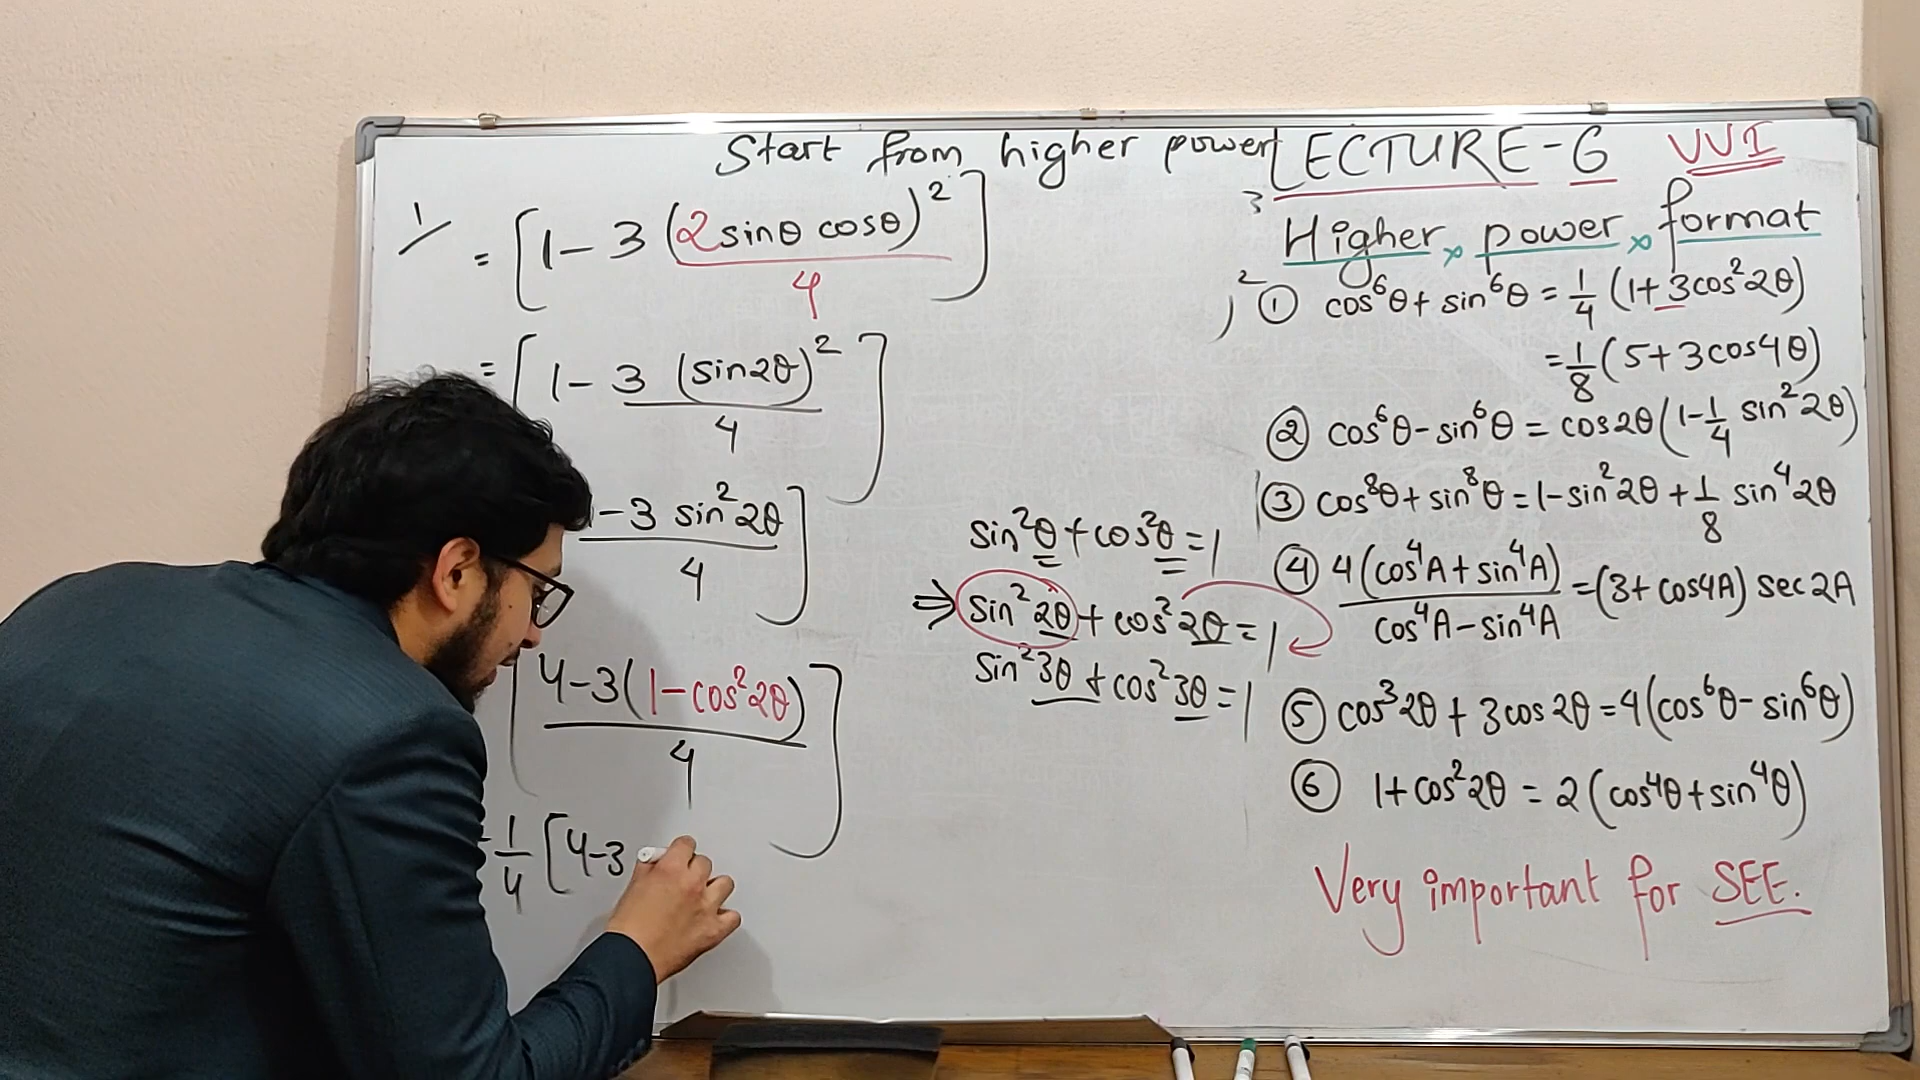 Start from higher power LECTURE-6 VVI
1/ = [1-3 (2sinθ cosθ)²
4]
= [1-3 (sin2θ)²
4]
-3 sin²2θ
4]
[4-3(1-cos²2θ)
4]
1/4 [4-3
sin²θ+cos²θ=1
⇒ sin²2θ+cos²2θ=1
sin²3θ+cos²3θ=1
3
Higher power format
2
① cos⁶θ+sin⁶θ=1/4 (1+3cos²2θ)
=1/8 (5+3cos4θ)
② cos⁶θ-sin⁶θ=cos2θ(1-1/4 sin²2θ)
③ cos⁸θ+sin⁸θ=1-sin²2θ+1/8 sin⁴2θ
④ 4(cos⁴A+sin⁴A)/cos⁴A-sin⁴A=(3+cos4A) sec2A
⑤ cos³2θ+3cos2θ=4(cos⁶θ-sin⁶θ)
⑥ 1+cos²2θ=2(cos⁴θ+sin⁴θ)
Very important for SEE.